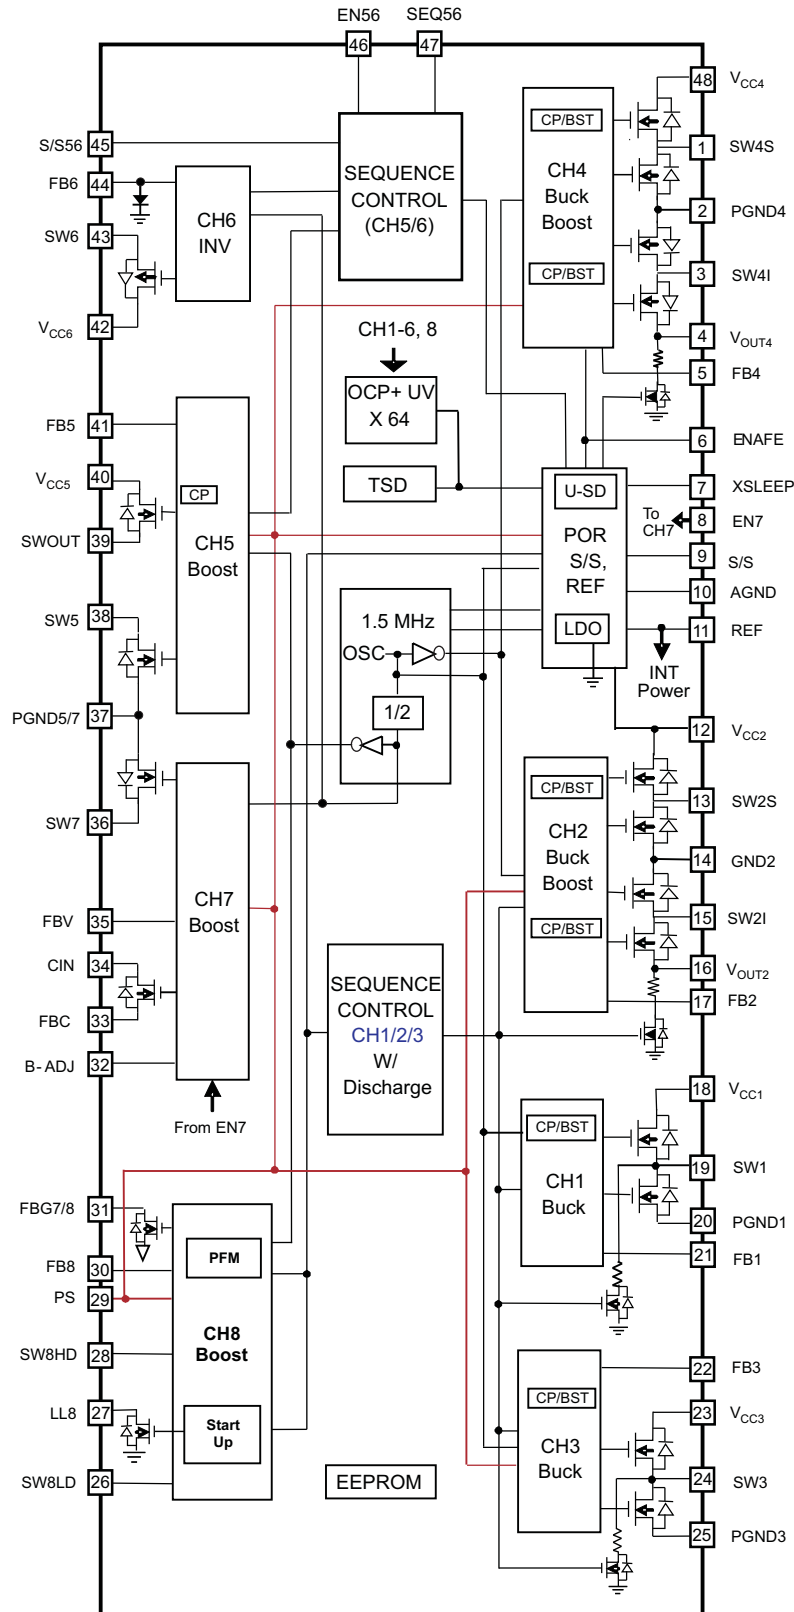 EN56
SEQ56
46
47
S/S56
45
FB6
44
SW6
43
VCC6
42
CH6
INV
SEQUENCE
CONTROL
(CH5/6)
CP/BST
CH4
Buck
Boost
CP/BST
48
VCC4
1
SW4S
2
PGND4
3
SW4I
4
VOUT4
5
FB4
6
ENAFE
7
XSLEEP
To
CH7
8
EN7
9
S/S
10
AGND
11
REF
INT
Power
12
VCC2
CH1-6, 8
OCP+ UV
X 64
TSD
U-SD
POR
S/S,
REF
LDO
FB5
41
VCC5
40
SWOUT
39
SW5
38
PGND5/7
37
SW7
36
CP
CH5
Boost
1.5 MHz
OSC
1/2
CP/BST
CH2
Buck
Boost
CP/BST
13
SW2S
14
GND2
15
SW2I
16
VOUT2
17
FB2
CH7
Boost
FBV
35
CIN
34
FBC
33
B-ADJ
32
From EN7
SEQUENCE
CONTROL
CH1/2/3
W/
Discharge
CP/BST
CH1
Buck
18
VCC1
19
SW1
20
PGND1
21
FB1
FBG7/8
31
FB8
30
PS
29
SW8HD
28
LL8
27
SW8LD
26
PFM
CH8
Boost
Start
Up
EEPROM
CP/BST
CH3
Buck
22
FB3
23
VCC3
24
SW3
25
PGND3